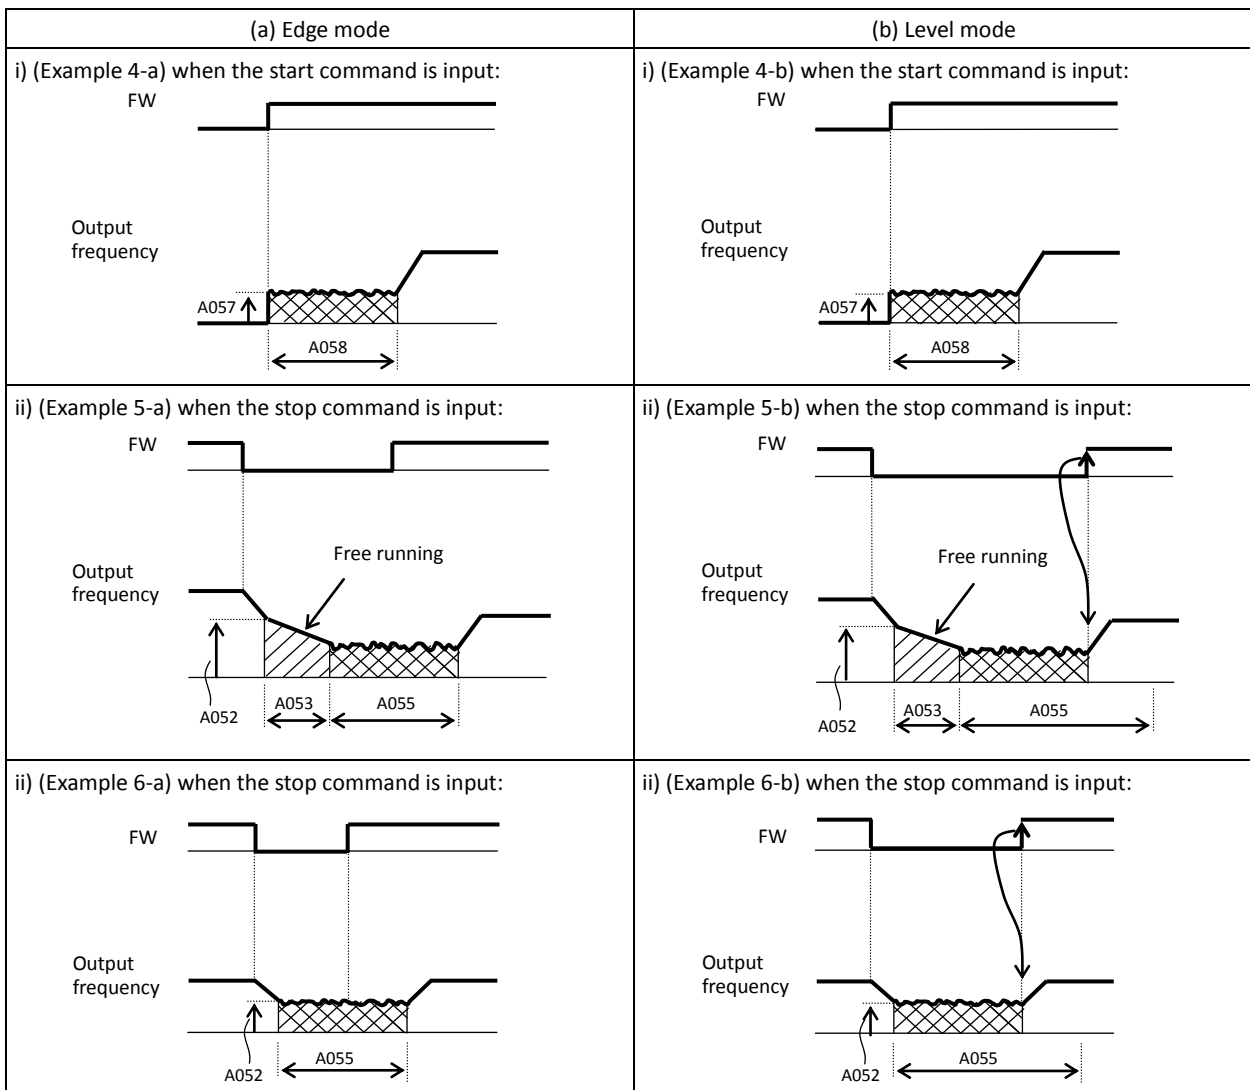 (a) Edge mode
(b) Level mode
i) (Example 4-a) when the start command is input:
FW
Output
frequency
A057
A058
i) (Example 4-b) when the start command is input:
FW
Output
frequency
A057
A058
ii) (Example 5-a) when the stop command is input:
FW
Free running
Output
frequency
A052
A053
A055
ii) (Example 5-b) when the stop command is input:
FW
Free running
Output
frequency
A052
A053
A055
ii) (Example 6-a) when the stop command is input:
FW
Output
frequency
A052
A055
ii) (Example 6-b) when the stop command is input:
FW
Output
frequency
A052
A055